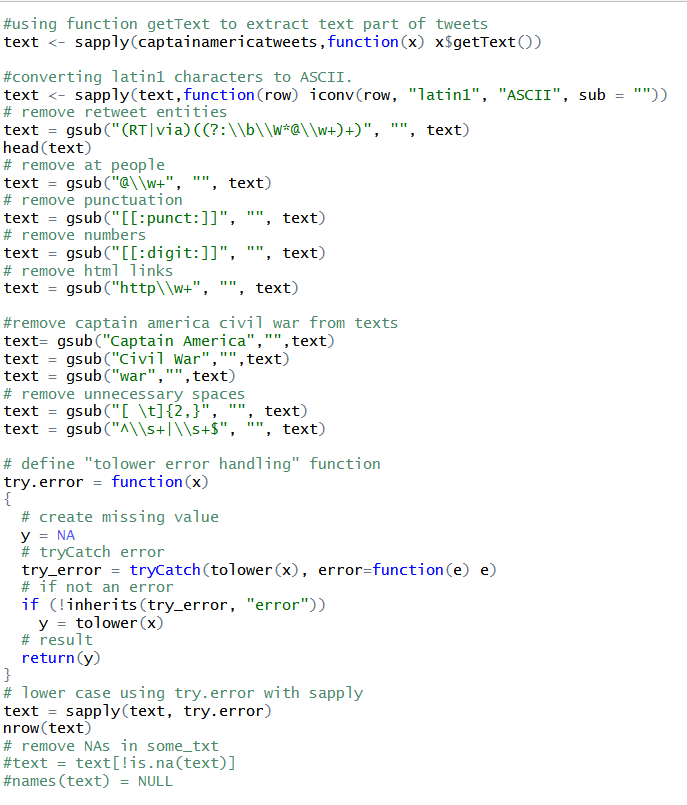 #using function getText to extract text part of tweets
text <- sapply(captainamericatweets,function(x) x$getText())

#converting latin1 characters to ASCII.
text <- sapply(text,function(row) iconv(row, "latin1", "ASCII", sub = ""))
# remove retweet entities
text = gsub("(RT|via)((?:\\b\\W*@\\w+)+)", "", text)
head(text)
# remove at people
text = gsub("@\\w+", "", text)
# remove punctuation
text = gsub("[[:punct:]]", "", text)
# remove numbers
text = gsub("[[:digit:]]", "", text)
# remove html links
text = gsub("http\\w+", "", text)

#remove captain america civil war from texts
text= gsub("Captain America","",text)
text = gsub("Civil War","",text)
text = gsub("war","",text)
# remove unnecessary spaces
text = gsub("[ \t]{2,}", "", text)
text = gsub("^\\s+|\\s+$", "", text)

# define "tolower error handling" function
try.error = function(x)
{
  # create missing value
  y = NA
  # tryCatch error
  try_error = tryCatch(tolower(x), error=function(e) e)
  # if not an error
  if (!inherits(try_error, "error"))
    y = tolower(x)
  # result
  return(y)
}
# lower case using try.error with sapply
text = sapply(text, try.error)
nrow(text)
# remove NAs in some_txt
#text = text[!is.na(text)]
#names(text) = NULL